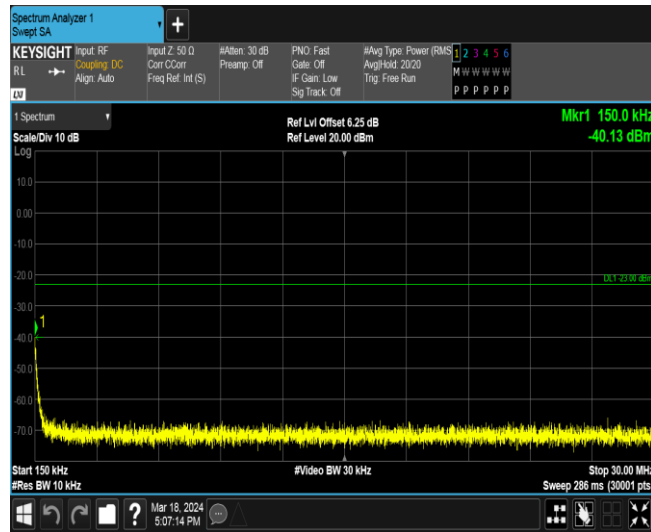 Spectrum Analyzer 1
Swept SA
+
KEYSIGHT
RL
LXI
Input: RF
Coupling: DC
Align: Auto
Input Z: 50 Ω
Corr CCorr
Freq Ref: Int (S)
#Atten: 30 dB
Preamp: Off
PNO: Fast
Gate: Off
IF Gain: Low
Sig Track: Off
#Avg Type: Power (RMS
Avg|Hold: 20/20
Trig: Free Run
1 2 3 4 5 6
M W W W W W
P P P P P P
1 Spectrum
Scale/Div 10 dB
Log
Ref Lvl Offset 6.25 dB
Ref Level 20.00 dBm
Mkr1 150.0 kHz
-40.13 dBm
10.0
0.00
-10.0
-20.0
DL1 -23.00 dBm
-30.0
1
-40.0
-50.0
-60.0
-70.0
Start 150 kHz
#Res BW 10 kHz
#Video BW 30 kHz
Stop 30.00 MHz
Sweep 286 ms (30001 pts
?
Mar 18, 2024
5:07:14 PM